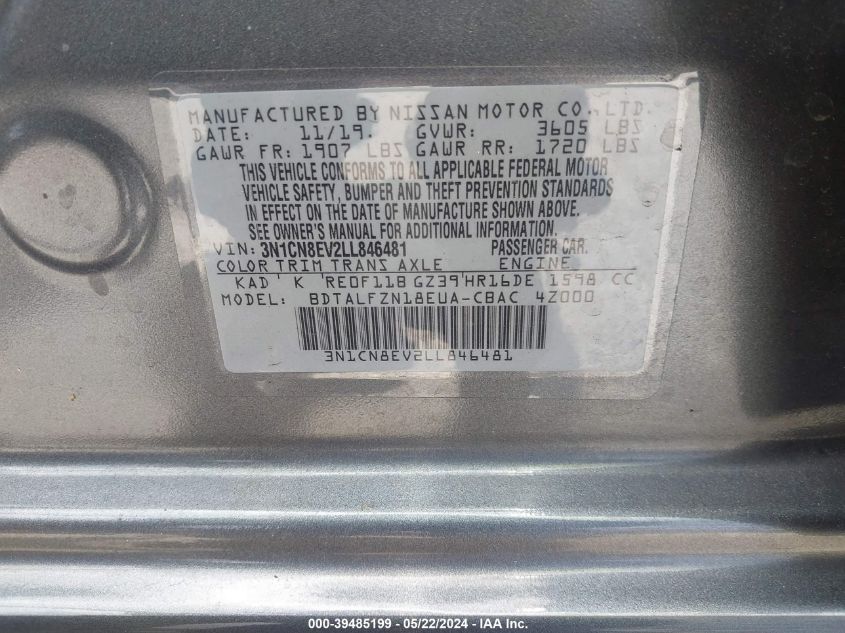 MANUFACTURED BY NISSAN MOTOR CO., LTD.
DATE: 11/19. GVWR: 3605 LBS
GAWR FR: 1907 LBS GAWR RR: 1720 LBS
THIS VEHICLE CONFORMS TO ALL APPLICABLE FEDERAL MOTOR
VEHICLE SAFETY, BUMPER AND THEFT PREVENTION STANDARDS
IN EFFECT ON THE DATE OF MANUFACTURE SHOWN ABOVE.
SEE OWNER'S MANUAL FOR ADDITIONAL INFORMATION.
VIN: 3N1CN8EV2LL846481 PASSENGER CAR.
COLOR TRIM TRANS AXLE ENGINE
KAD K RE0F11B GZ39 HR16DE 1598 CC
MODEL: BDTALFZN18EUA-CBAC 4Z000
3N1CN8EV2LL846481
000-39485199 - 05/22/2024 - IAA Inc.